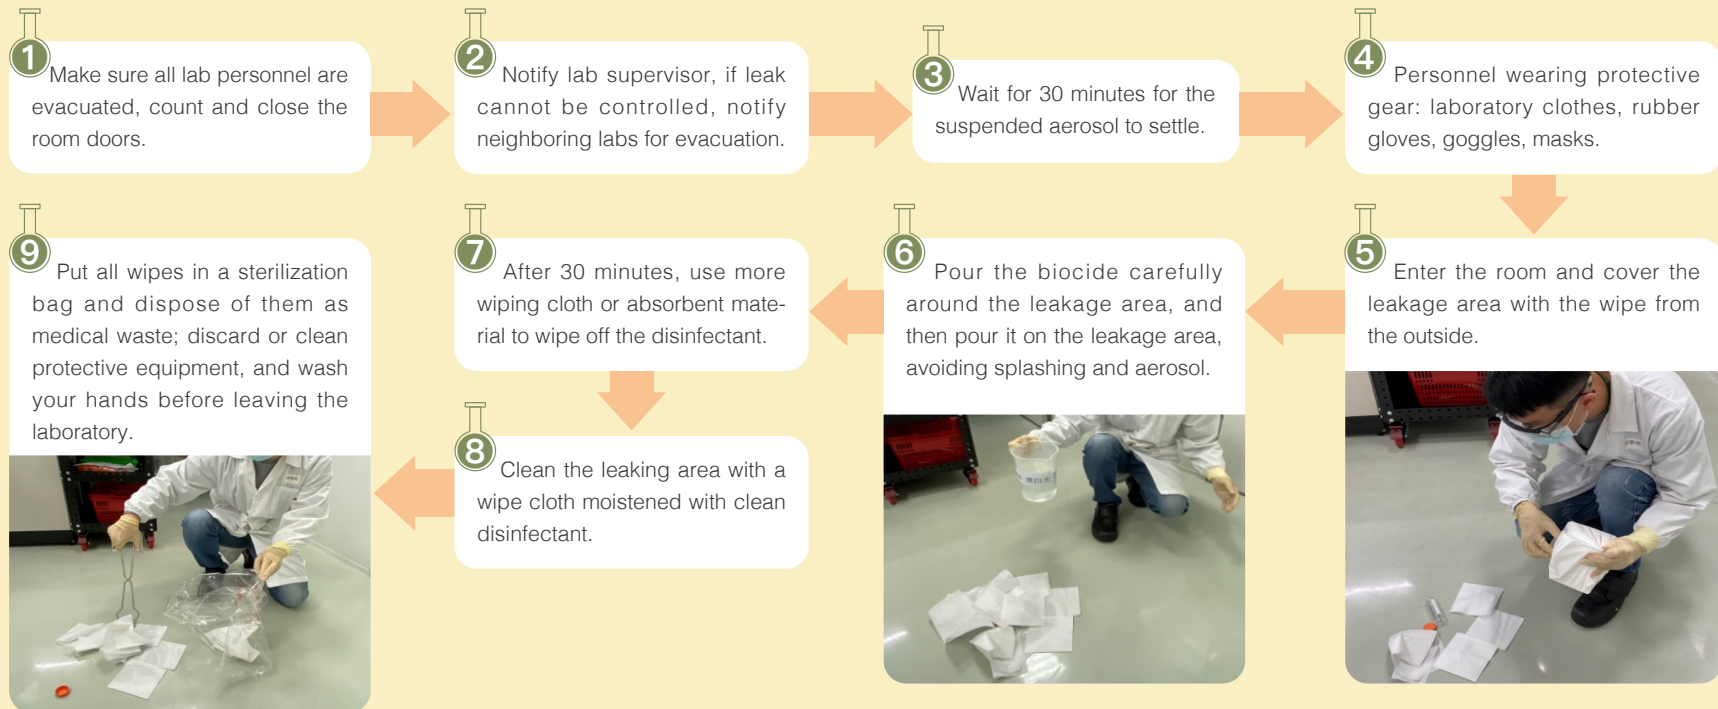 1
Make sure all lab personnel are
evacuated, count and close the
room doors.
2
Notify lab supervisor, if leak
cannot be controlled, notify
neighboring labs for evacuation.
3
Wait for 30 minutes for the
suspended aerosol to settle.
4
Personnel wearing protective
gear: laboratory clothes, rubber
gloves, goggles, masks.
5
Enter the room and cover the
leakage area with the wipe from
the outside.
6
Pour the biocide carefully
around the leakage area, and
then pour it on the leakage area,
avoiding splashing and aerosol.
漂白水
7
After 30 minutes, use more
wiping cloth or absorbent mate-
rial to wipe off the disinfectant.
8
Clean the leaking area with a
wipe cloth moistened with clean
disinfectant.
9
Put all wipes in a sterilization
bag and dispose of them as
medical waste; discard or clean
protective equipment, and wash
your hands before leaving the
laboratory.